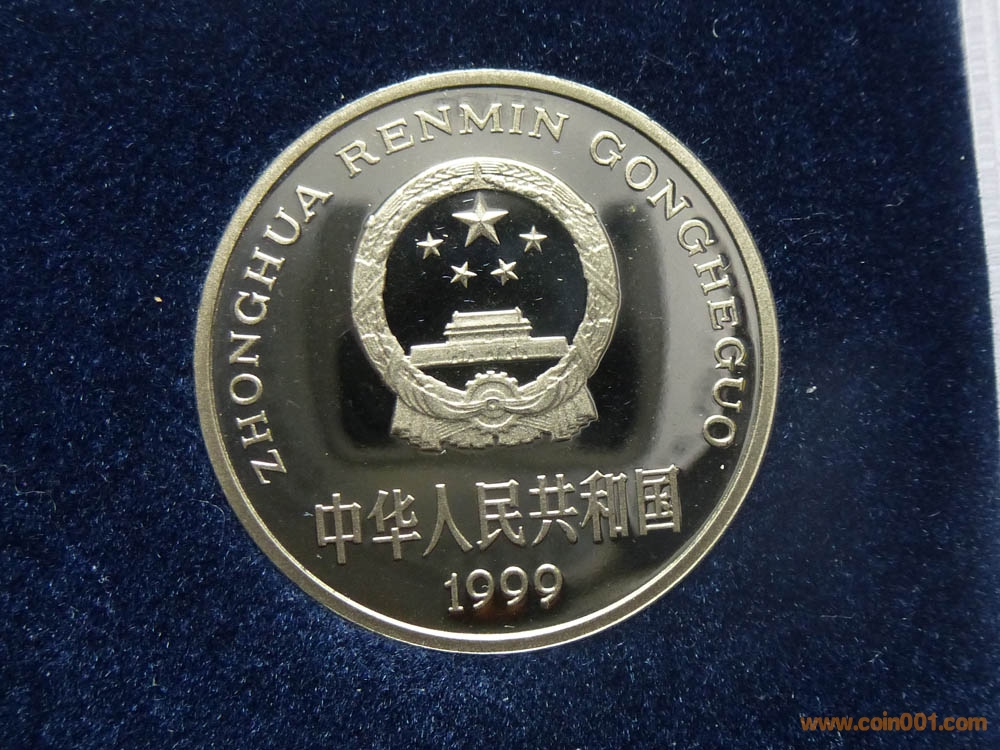 ZHONGHUA RENMIN GONGHEGUO
中华人民共和国
1999
www.coin001.com